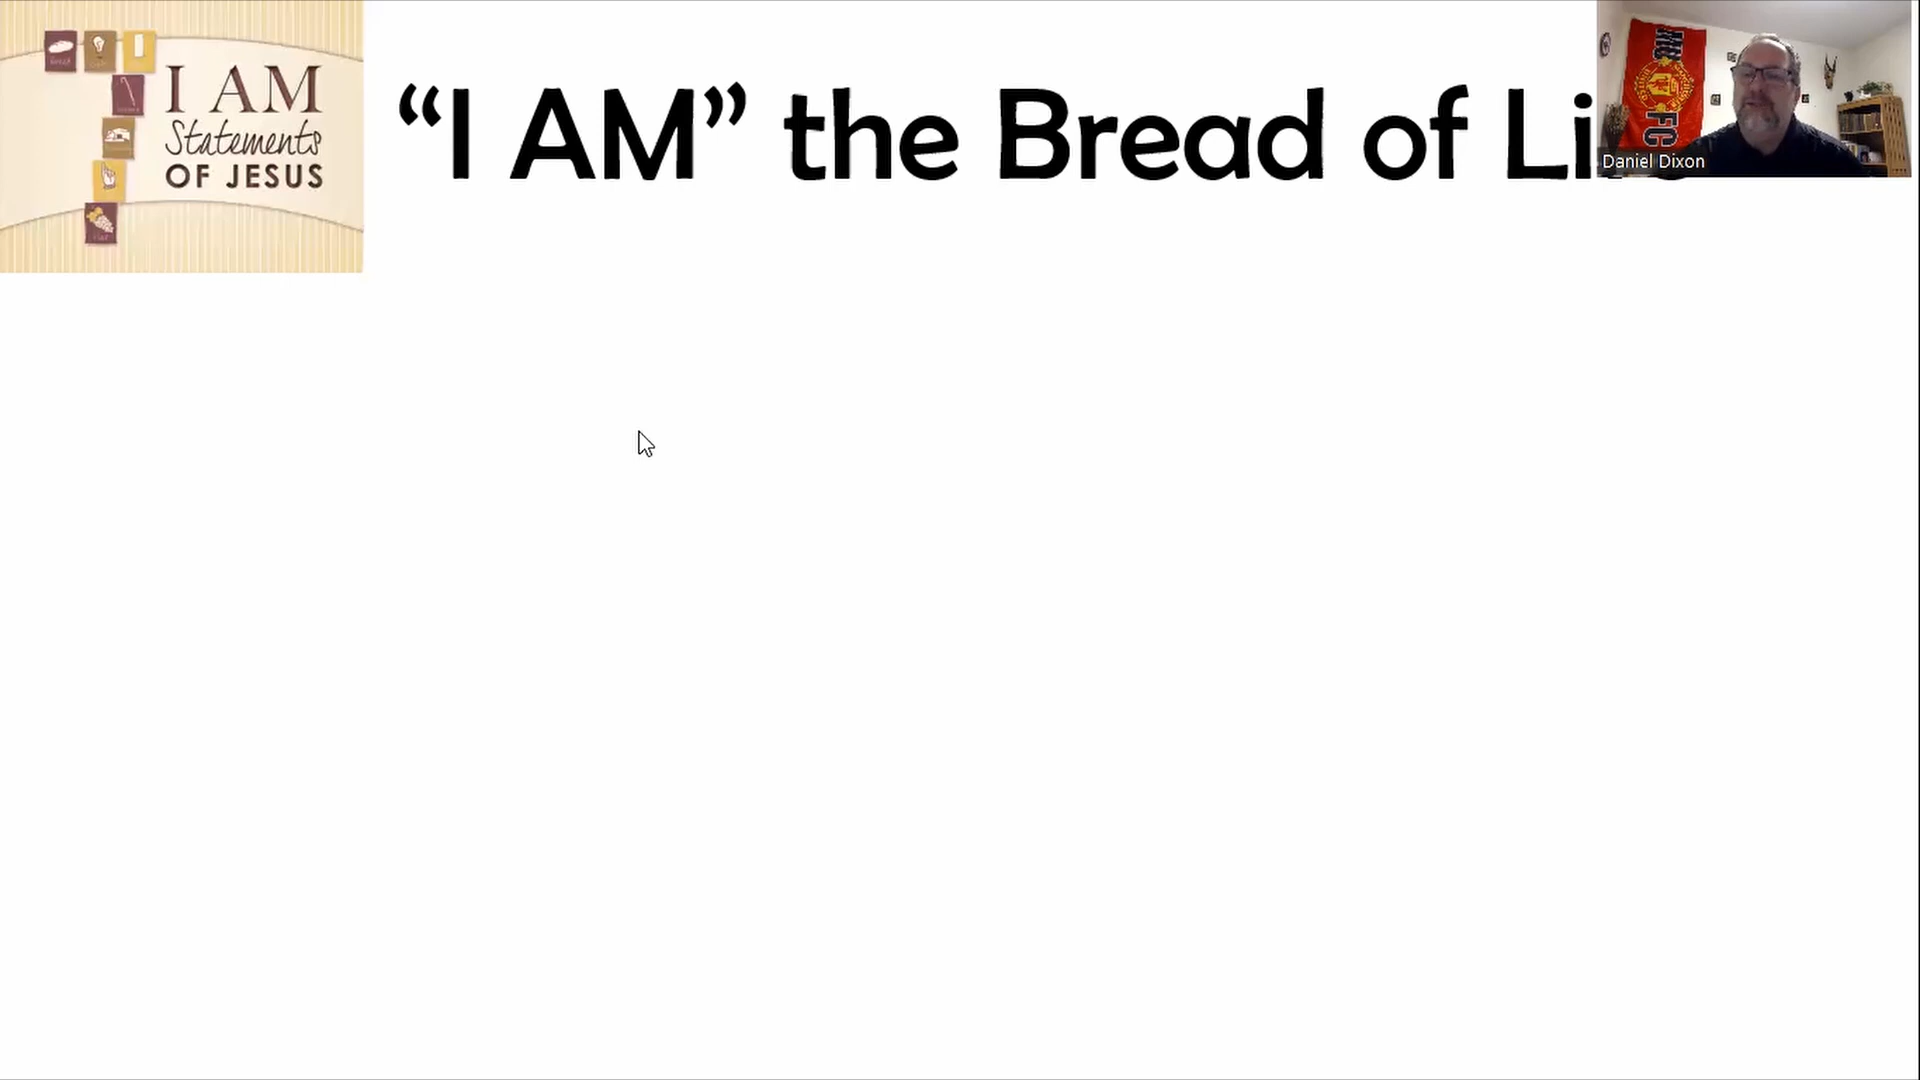 I AM
Statements
OF JESUS
“I AM” the Bread of Li
MU
FC
Daniel Dixon